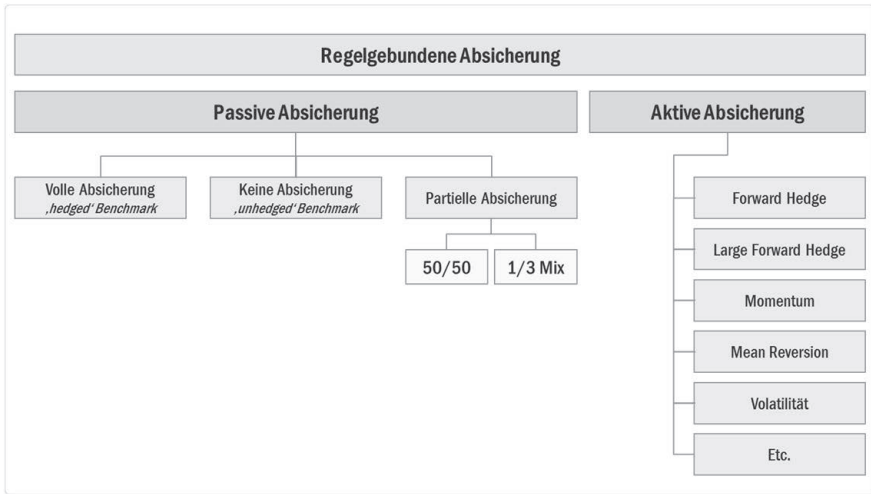 Regelgebundene Absicherung
Passive Absicherung
Aktive Absicherung
Volle Absicherung
‚hedged‘ Benchmark
Keine Absicherung
‚unhedged‘ Benchmark
Partielle Absicherung
50/50
1/3 Mix
Forward Hedge
Large Forward Hedge
Momentum
Mean Reversion
Volatilität
Etc.